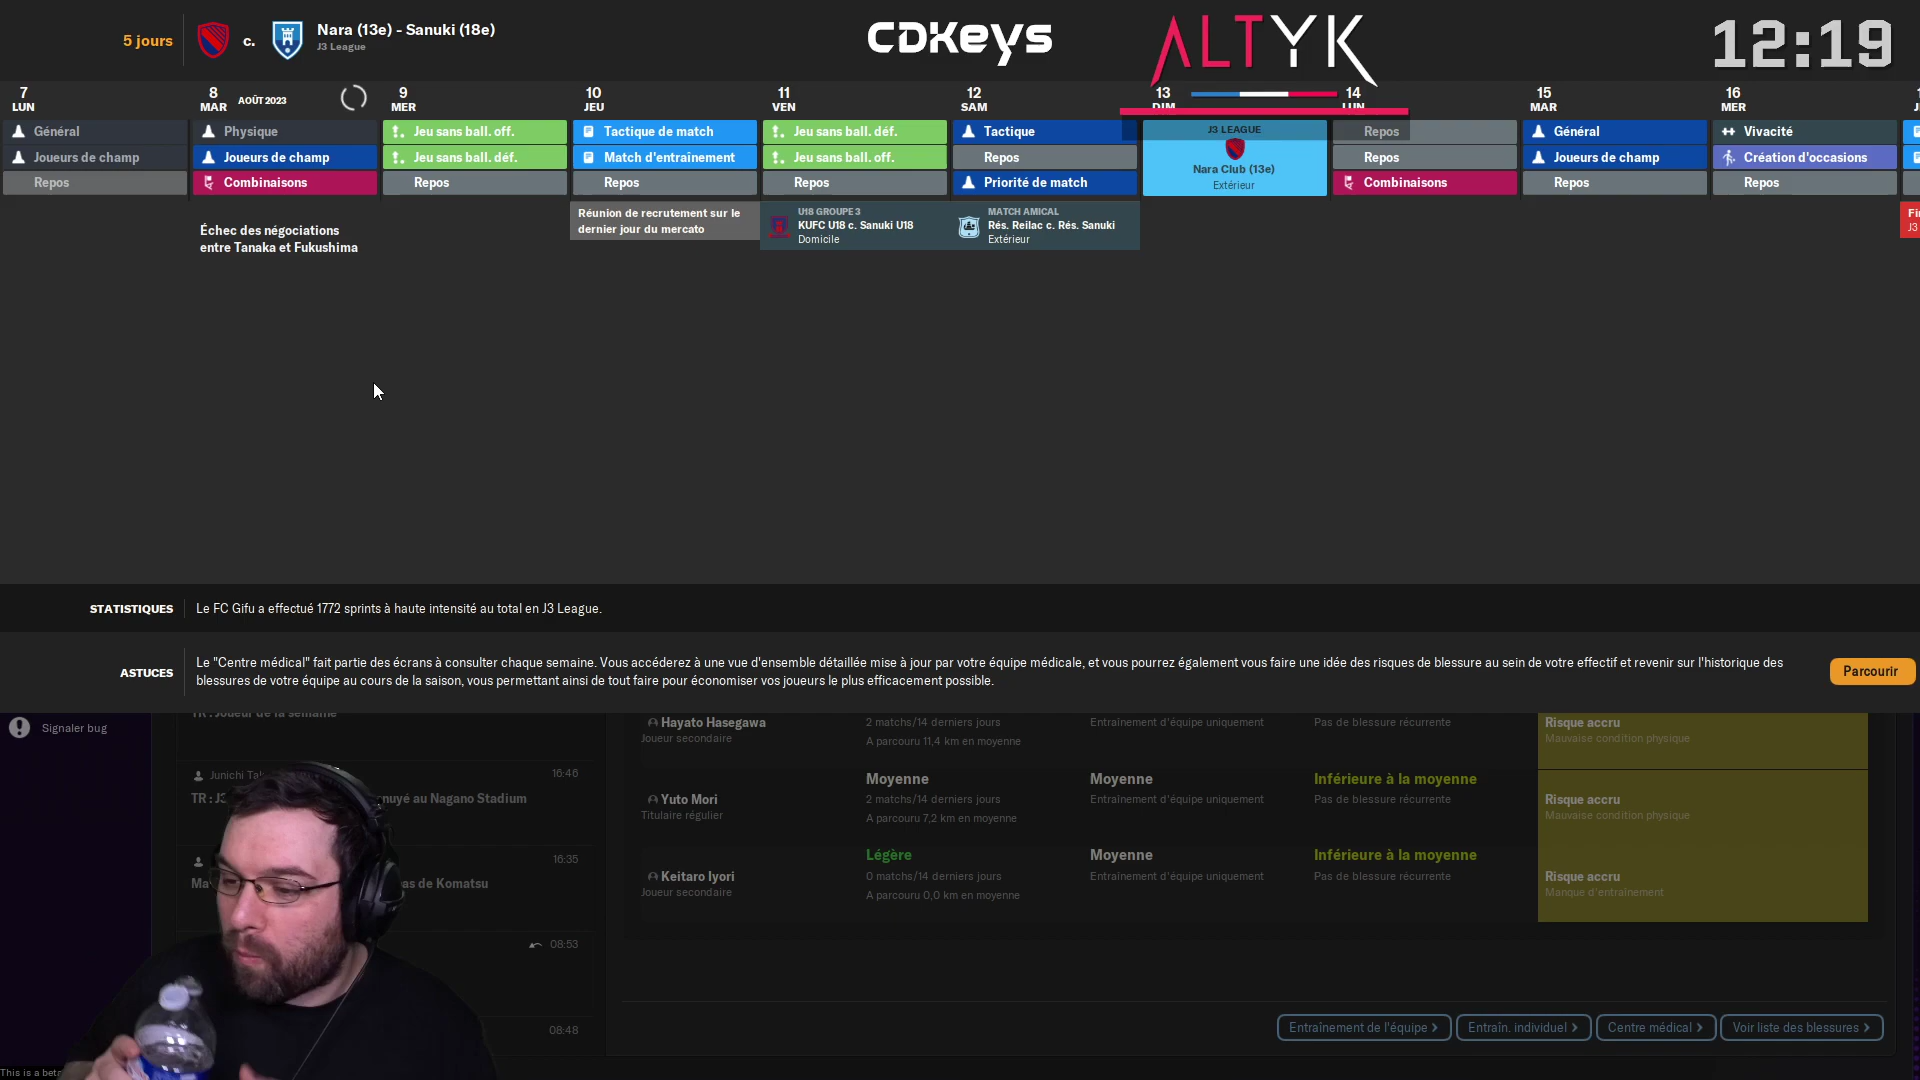 5 jours
c.
Nara (13e) - Sanuki (18e)
J3 League
CDKeys
ALTYK
12:19
7
LUN
8
MAR
AOÛT 2023
9
MER
10
JEU
11
VEN
12
SAM
13
DIM
14
LUN
15
MAR
16
MER
Général
Joueurs de champ
Repos
Physique
Joueurs de champ
Combinaisons
Jeu sans ball. off.
Jeu sans ball. déf.
Repos
Tactique de match
Match d'entraînement
Repos
Jeu sans ball. déf.
Jeu sans ball. off.
Repos
Tactique
Repos
Priorité de match
J3 LEAGUE
Nara Club (13e)
Extérieur
Repos
Repos
Combinaisons
Général
Joueurs de champ
Repos
Vivacité
Création d'occasions
Repos
Échec des négociations
entre Tanaka et Fukushima
Réunion de recrutement sur le
dernier jour du mercato
U18 GROUPE 3
KUFC U18 c. Sanuki U18
Domicile
MATCH AMICAL
Rés. Reilac c. Rés. Sanuki
Extérieur
J3
STATISTIQUES
Le FC Gifu a effectué 1772 sprints à haute intensité au total en J3 League.
ASTUCES
Le "Centre médical" fait partie des écrans à consulter chaque semaine. Vous accéderez à une vue d'ensemble détaillée mise à jour par votre équipe médicale, et vous pourrez également vous faire une idée des risques de blessure au sein de votre effectif et revenir sur l'historique des
blessures de votre équipe au cours de la saison, vous permettant ainsi de tout faire pour économiser vos joueurs le plus efficacement possible.
Parcourir
Signaler bug
TR : Joueur de la semaine
Junichi
16:46
TR : J3
nuyé au Nagano Stadium
16:35
as de Komatsu
08:53
08:48
Hayato Hasegawa
Joueur secondaire
2 matchs/14 derniers jours
A parcouru 11,4 km en moyenne
Entraînement d'équipe uniquement
Pas de blessure récurrente
Risque accru
Mauvaise condition physique
Yuto Mori
Titulaire régulier
Moyenne
2 matchs/14 derniers jours
A parcouru 7,2 km en moyenne
Moyenne
Entraînement d'équipe uniquement
Inférieure à la moyenne
Pas de blessure récurrente
Risque accru
Mauvaise condition physique
Keitaro Iyori
Joueur secondaire
Légère
0 matchs/14 derniers jours
A parcouru 0,0 km en moyenne
Moyenne
Entraînement d'équipe uniquement
Inférieure à la moyenne
Pas de blessure récurrente
Risque accru
Manque d'entraînement
Entraînement de l'équipe
Entraîn. individuel
Centre médical
Voir liste des blessures
This is a beta